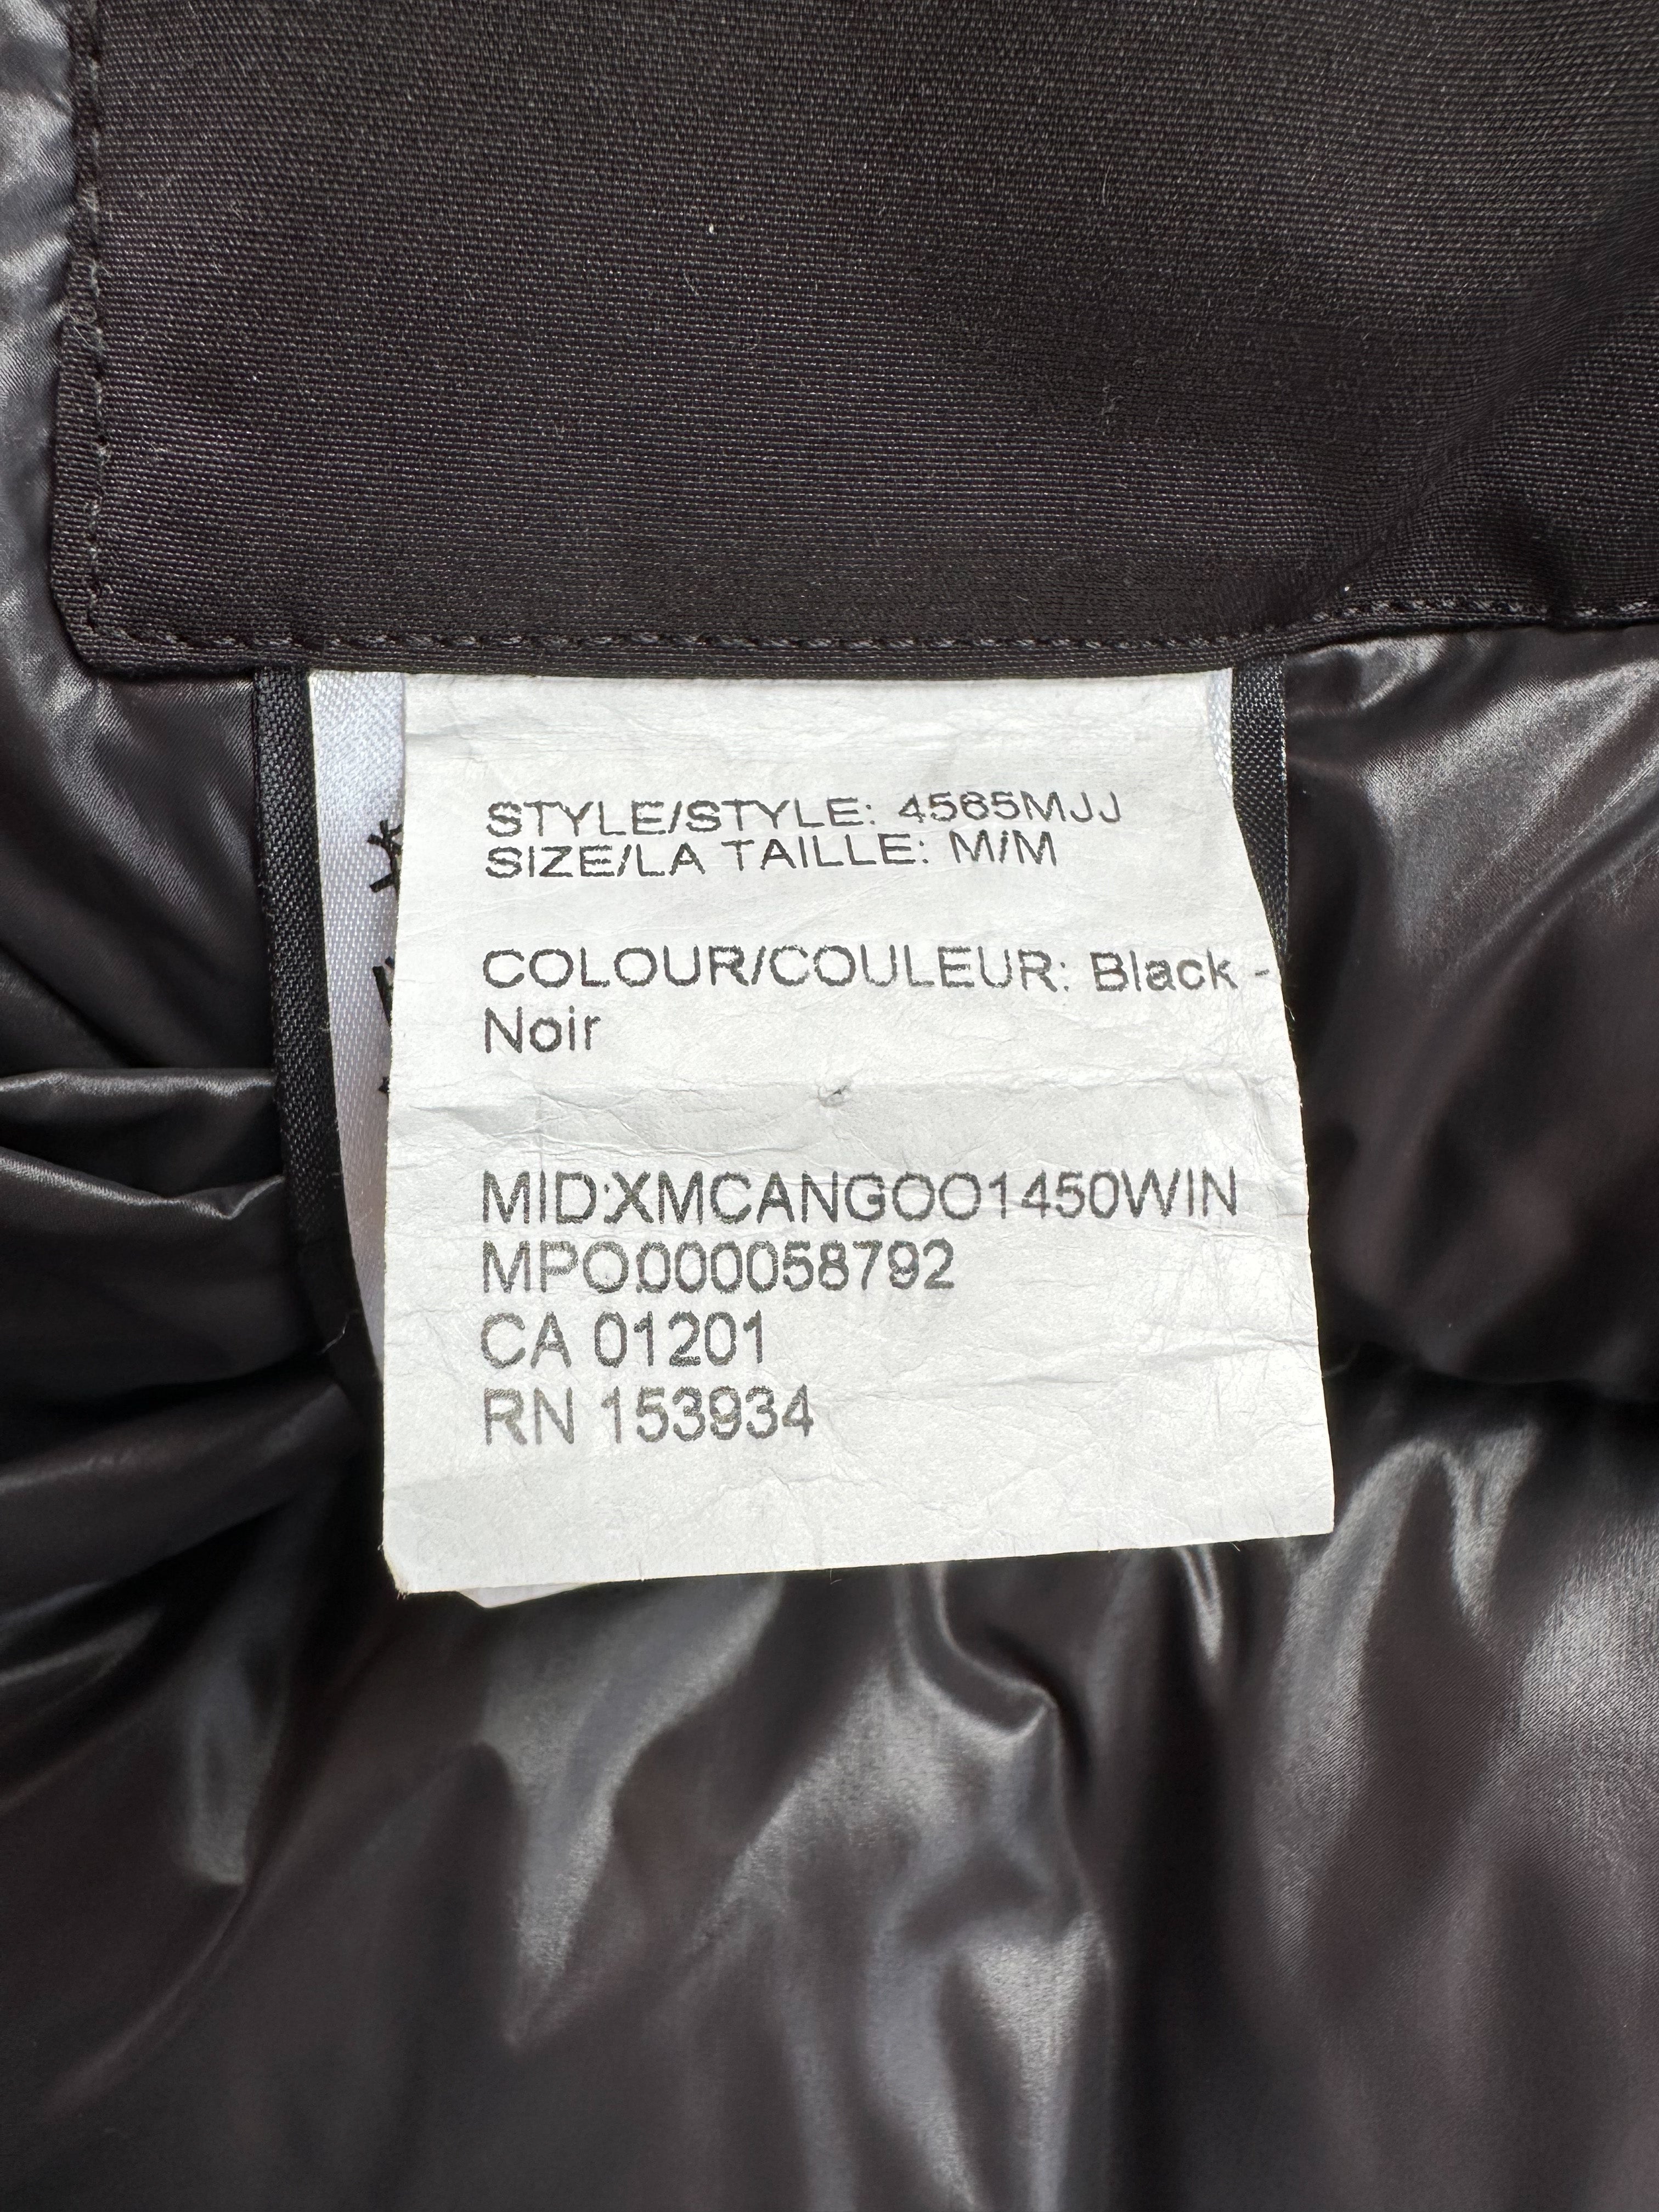 STYLE/STYLE: 4565MJJ
SIZE/LA TAILLE: M/M
COLOUR/COULEUR: Black -
Noir
MID:XMCANGOO1450WIN
MPO000058792
CA 01201
RN 153934